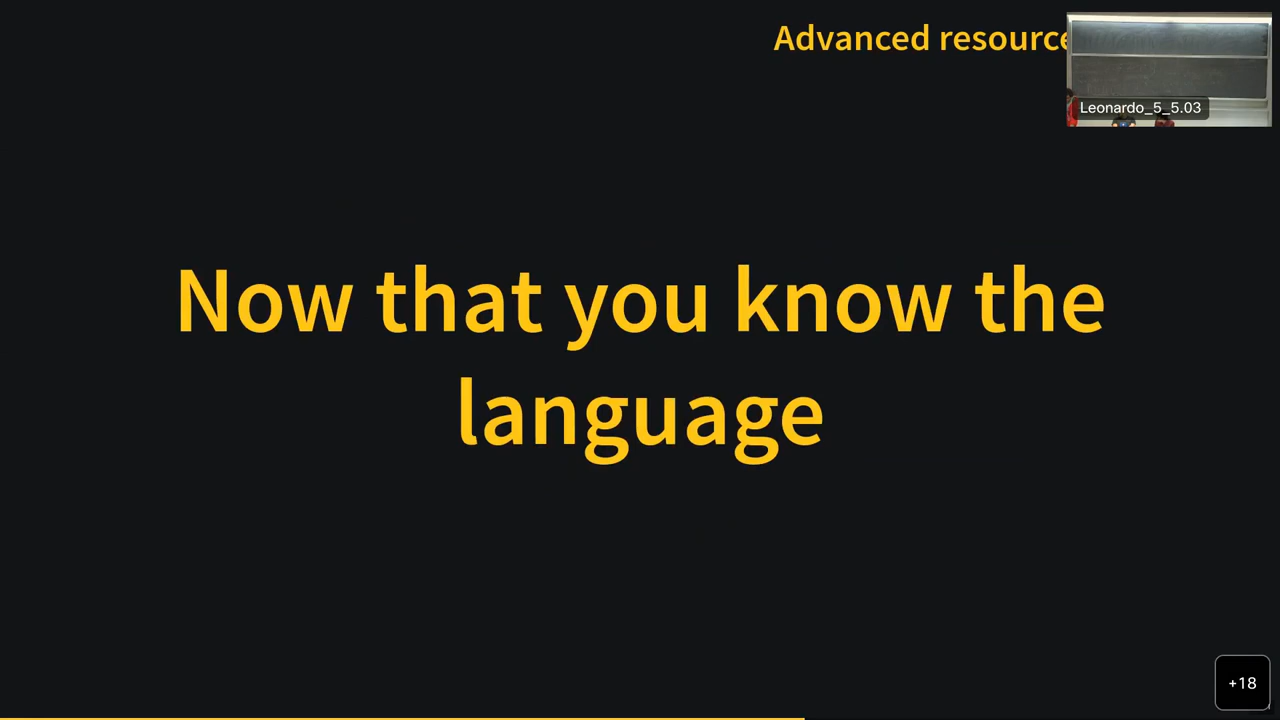 Advanced resource
Leonardo_5_5.03
Now that you know the
language
+18